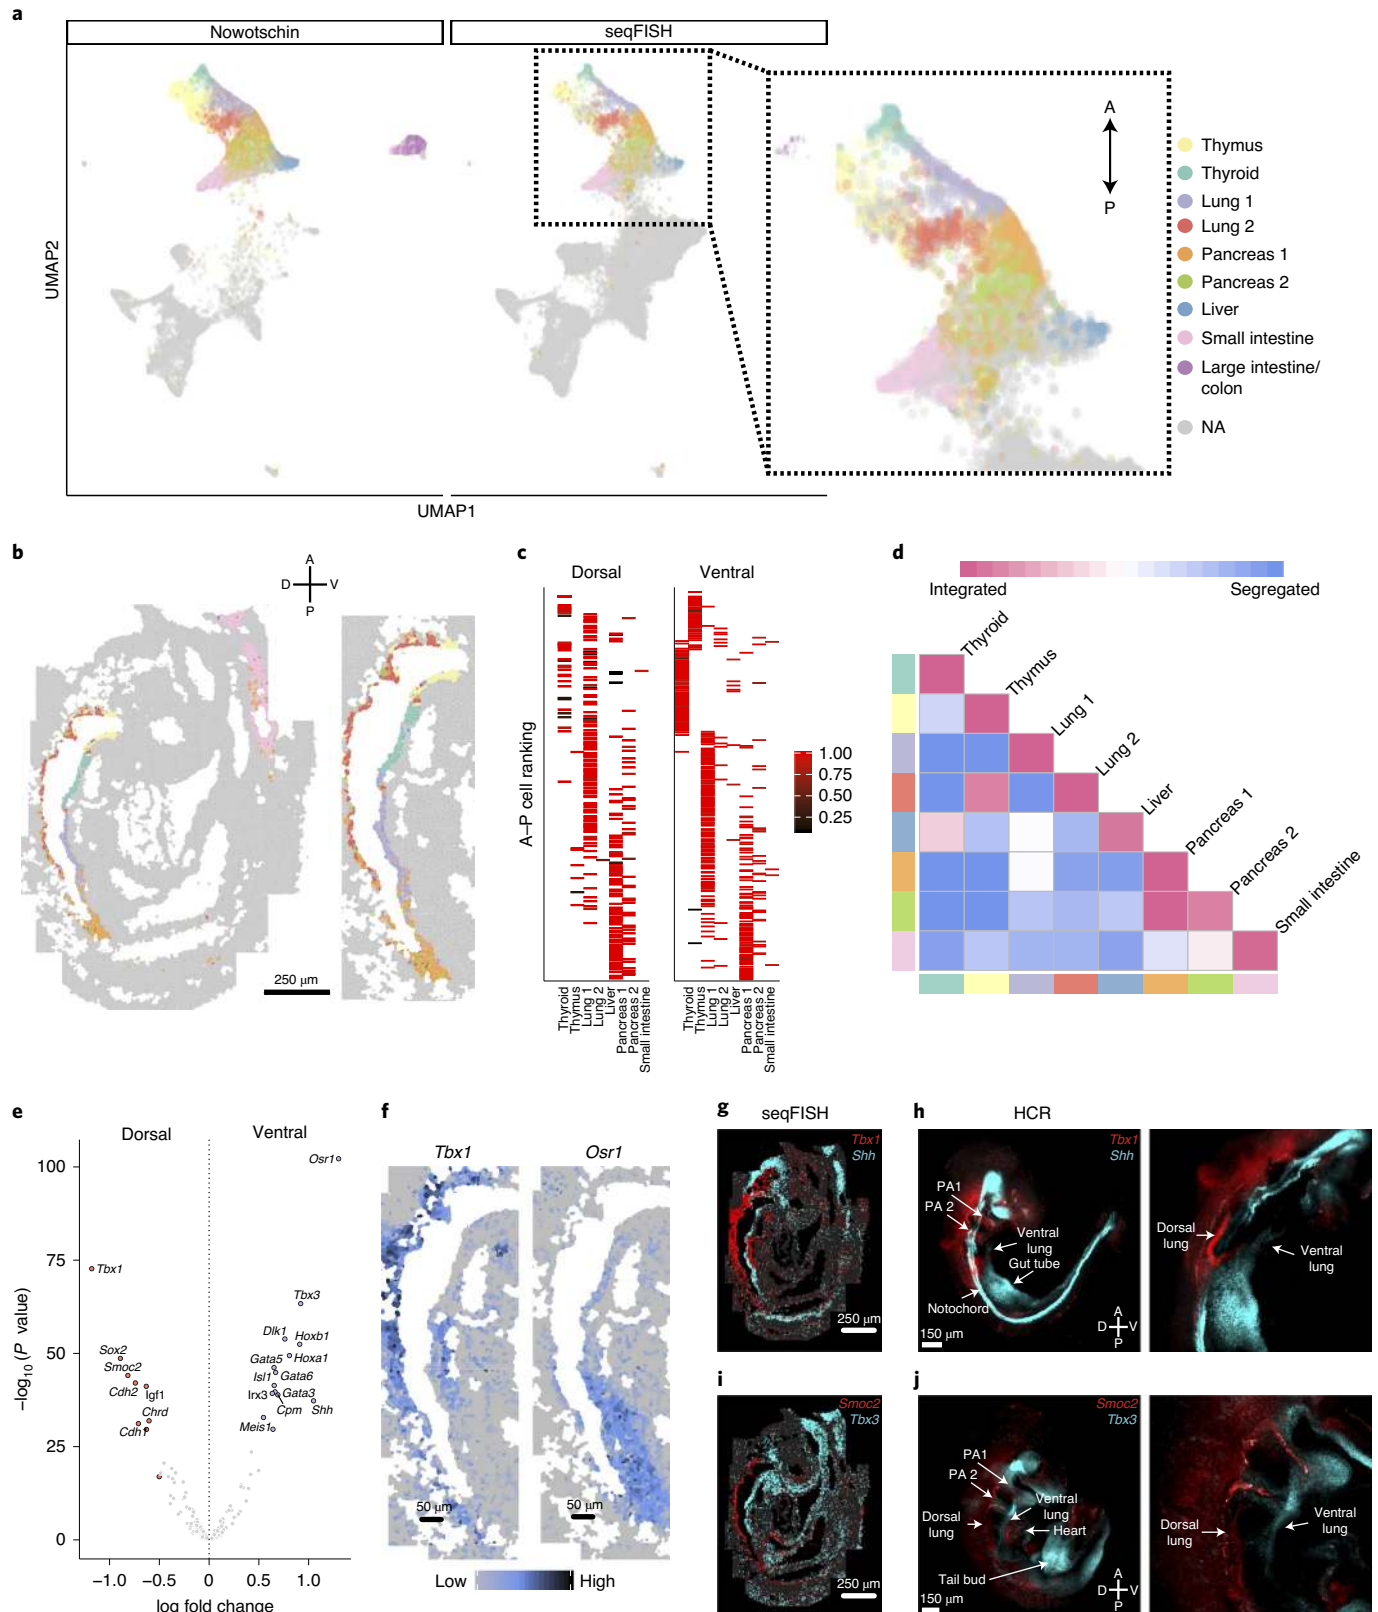 a
Nowotschin
seqFISH
UMAP2
UMAP1
A
P
Thymus
Thyroid
Lung 1
Lung 2
Pancreas 1
Pancreas 2
Liver
Small intestine
Large intestine/
colon
NA
b
A
D V
P
250 µm
c
Dorsal
Ventral
A–P cell ranking
Thyroid
Thymus
Lung 1
Lung 2
Liver
Pancreas 1
Pancreas 2
Small intestine
Thyroid
Thymus
Lung 1
Lung 2
Liver
Pancreas 1
Pancreas 2
Small intestine
1.00
0.75
0.50
0.25
d
Integrated
Segregated
Thyroid
Thymus
Lung 1
Lung 2
Liver
Pancreas 1
Pancreas 2
Small intestine
e
Dorsal
Ventral
–log10 (P value)
100
75
50
25
0
Osr1
Tbx1
Tbx3
Dlk1
Hoxb1
Sox2
Hoxa1
Smoc2
Gata5
Isl1
Gata6
Cdh2
Igf1
Irx3
Gata3
Chrd
Cpm
Shh
Cdh1
Meis1
–1.0
–0.5
0
0.5
1.0
log fold change
f
Tbx1
Osr1
50 µm
50 µm
Low
High
g
seqFISH
Tbx1
Shh
250 µm
h
HCR
Tbx1
Shh
PA1
PA 2
Ventral
lung
Gut tube
Notochord
A
D V
P
150 µm
Dorsal
lung
Ventral
lung
i
Smoc2
Tbx3
250 µm
j
Smoc2
Tbx3
PA1
PA 2
Ventral
lung
Dorsal
lung
Heart
Tail bud
A
D V
P
150 µm
Dorsal
lung
Ventral
lung